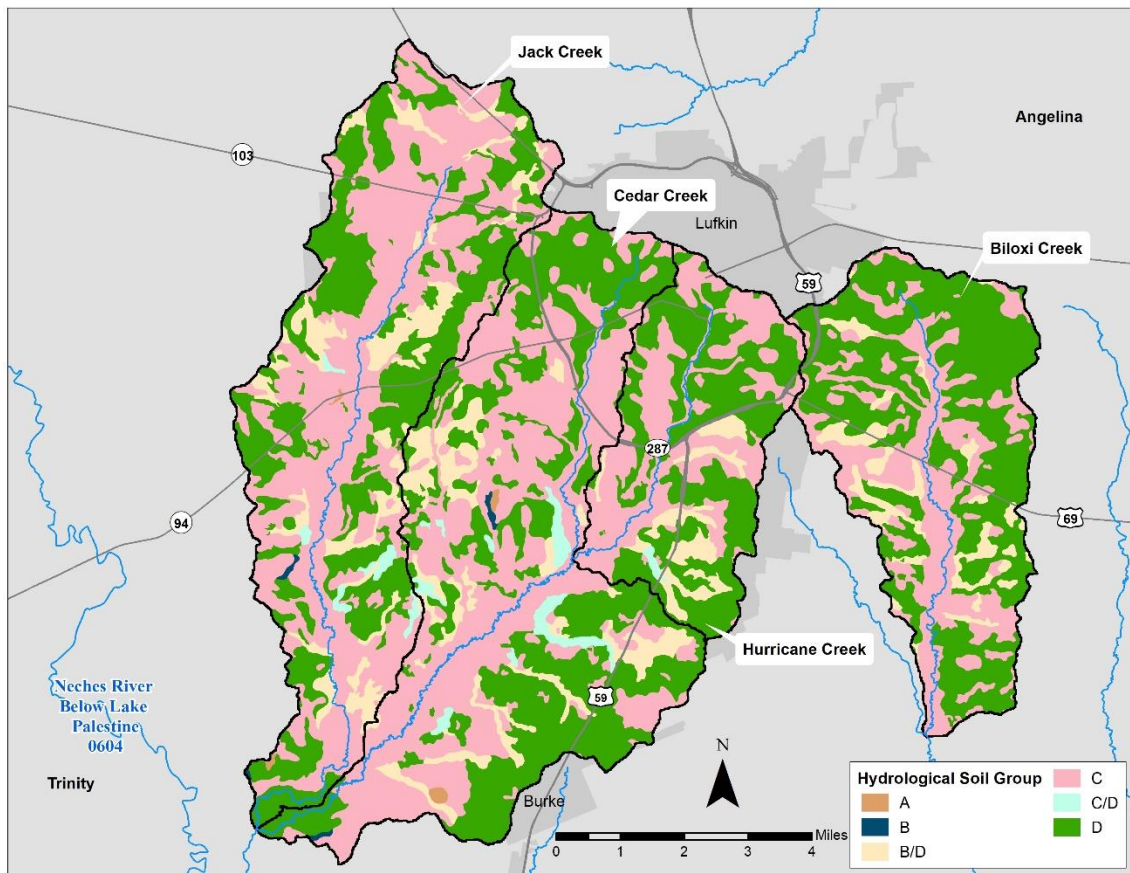 Jack Creek
Angelina
103
Cedar Creek
Lufkin
Biloxi Creek
59
287
94
69
Hurricane Creek
59
Neches River
Below Lake
Palestine
0604
Trinity
N
Burke
Miles
0 1 2 3 4
Hydrological Soil Group
A
B
B/D
C
C/D
D